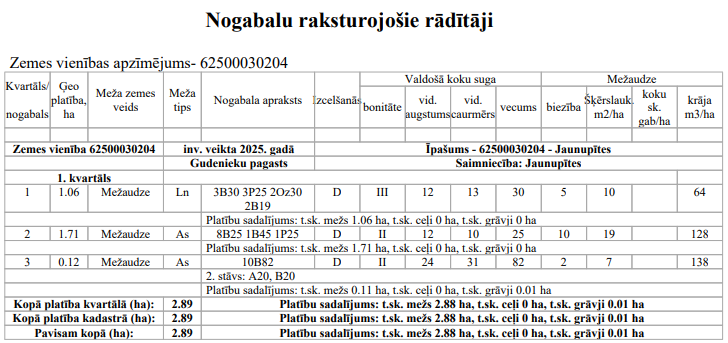 Nogabalu raksturojošie rādītāji
Zemes vienības apzīmējums- 62500030204
Kvartāls/ nogabals Ģeo platība, ha Meža zemes veids Meža tips Nogabala apraksts Izcelšanās Valdošā koku suga Mežaudze
bonitāte vid. augstums vid. caurmērs vecums biezība Šķērslauk. m2/ha koku sk. gab/ha krāja m3/ha
Zemes vienība 62500030204 inv. veikta 2025. gadā Īpašums - 62500030204 - Jaunupītes
Gudenieku pagasts Saimniecība: Jaunupītes
1. kvartāls
1 1.06 Mežaudze Ln 3B30 3P25 2Oz30 2B19 D III 12 13 30 5 10 64
Platību sadalījums: t.sk. mežs 1.06 ha, t.sk. ceļi 0 ha, t.sk. grāvji 0 ha
2 1.71 Mežaudze As 8B25 1B45 1P25 D II 12 10 25 10 19 128
Platību sadalījums: t.sk. mežs 1.71 ha, t.sk. ceļi 0 ha, t.sk. grāvji 0 ha
3 0.12 Mežaudze As 10B82 D II 24 31 82 2 7 138
2. stāvs: A20, B20
Platību sadalījums: t.sk. mežs 0.11 ha, t.sk. ceļi 0 ha, t.sk. grāvji 0.01 ha
Kopā platība kvartālā (ha): 2.89 Platību sadalījums: t.sk. mežs 2.88 ha, t.sk. ceļi 0 ha, t.sk. grāvji 0.01 ha
Kopā platība kadastrā (ha): 2.89 Platību sadalījums: t.sk. mežs 2.88 ha, t.sk. ceļi 0 ha, t.sk. grāvji 0.01 ha
Pavisam kopā (ha): 2.89 Platību sadalījums: t.sk. mežs 2.88 ha, t.sk. ceļi 0 ha, t.sk. grāvji 0.01 ha